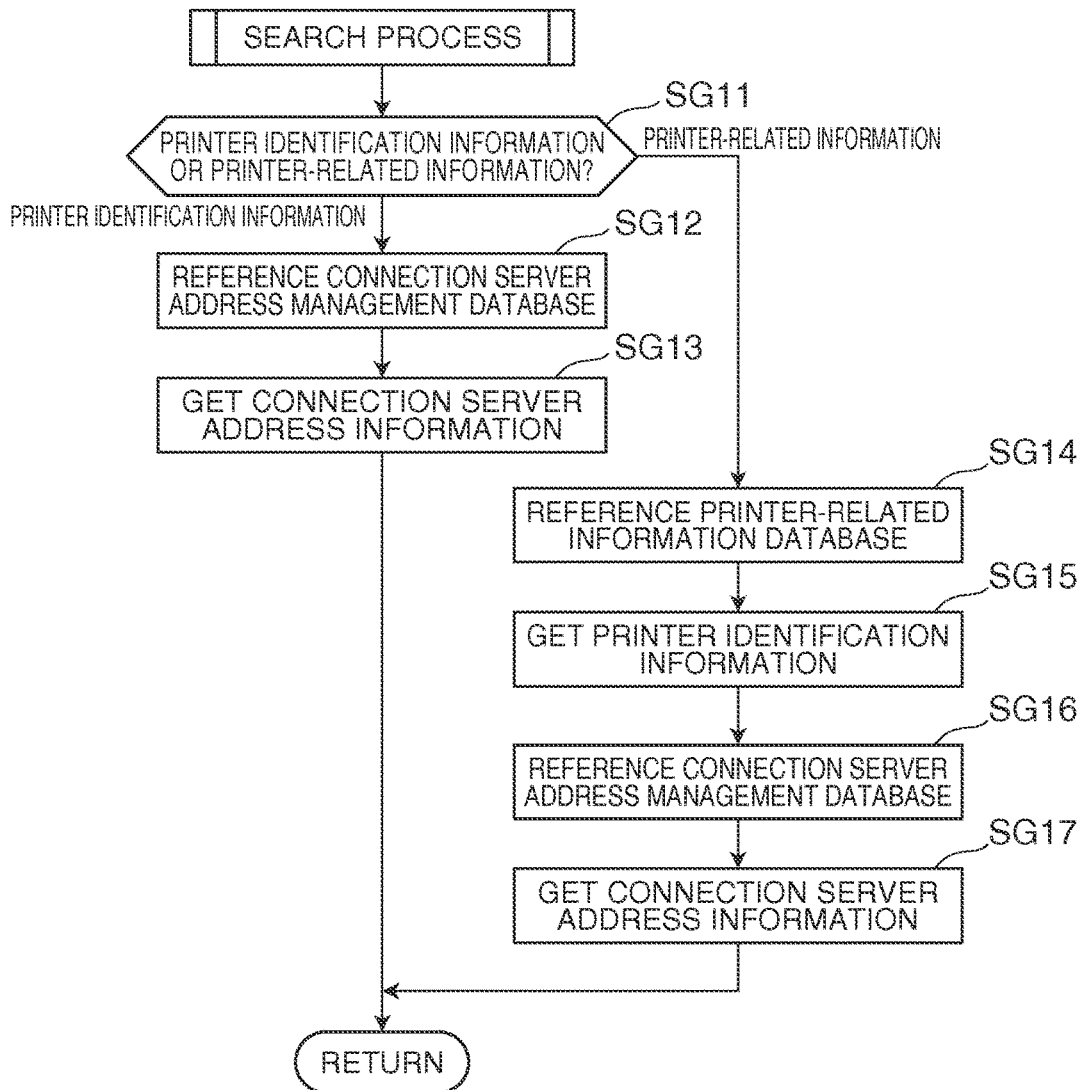 SEARCH PROCESS
SG11
PRINTER IDENTIFICATION INFORMATION
OR PRINTER-RELATED INFORMATION?
PRINTER-RELATED INFORMATION
PRINTER IDENTIFICATION INFORMATION
SG12
REFERENCE CONNECTION SERVER
ADDRESS MANAGEMENT DATABASE
SG13
GET CONNECTION SERVER
ADDRESS INFORMATION
SG14
REFERENCE PRINTER-RELATED
INFORMATION DATABASE
SG15
GET PRINTER IDENTIFICATION
INFORMATION
SG16
REFERENCE CONNECTION SERVER
ADDRESS MANAGEMENT DATABASE
SG17
GET CONNECTION SERVER
ADDRESS INFORMATION
RETURN